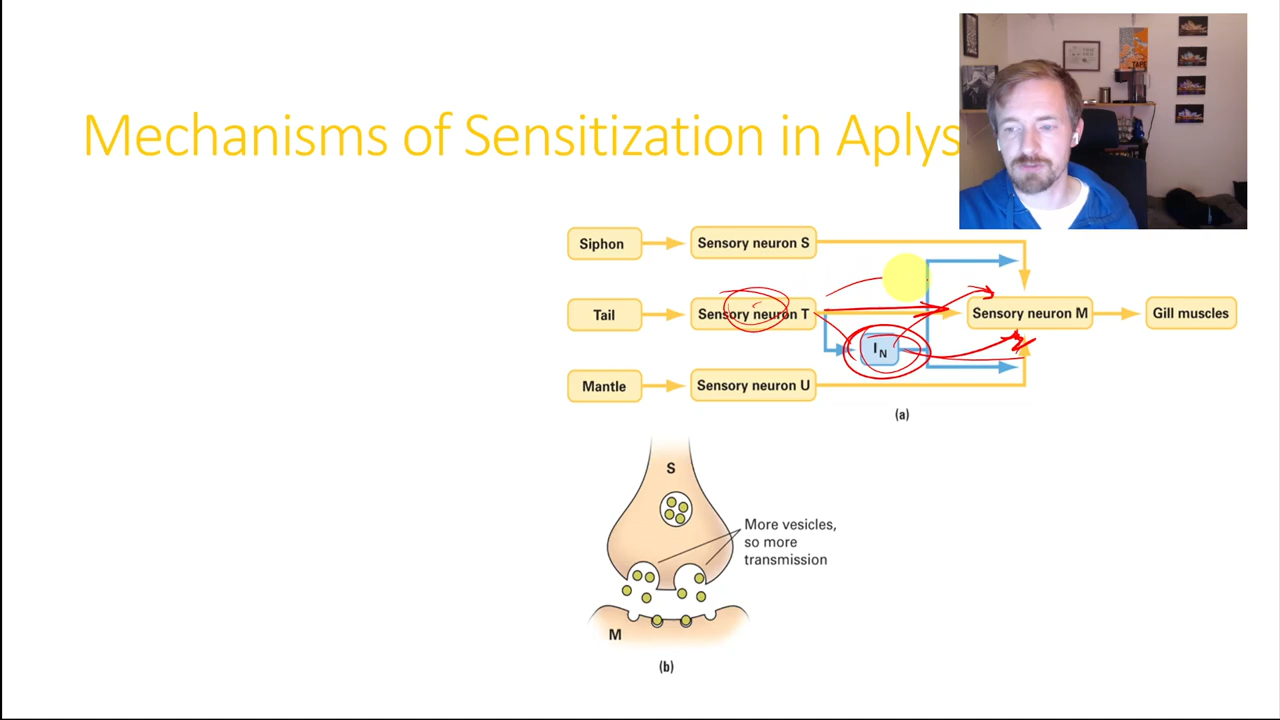 Mechanisms of Sensitization in Aplys
Siphon
Sensory neuron S
Tail
Sensory neuron T
Sensory neuron M
Gill muscles
I N
Mantle
Sensory neuron U
(a)
S
More vesicles,
so more
transmission
M
(b)
TAPE